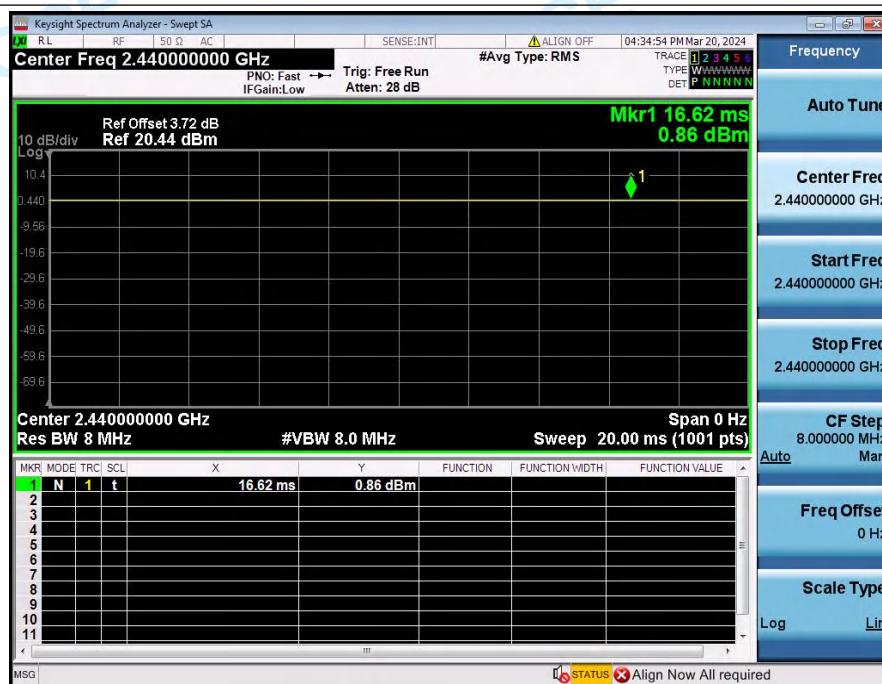 Keysight Spectrum Analyzer - Swept SA
LXI RL RF 50 Ω AC SENSE:INT ALIGN OFF 04:34:54 PM Mar 20, 2024
Center Freq 2.440000000 GHz #Avg Type: RMS TRACE 1 2 3 4 5 6
PNO: Fast Trig: Free Run TYPE W W W W W W
IFGain:Low Atten: 28 dB DET P N N N N N
Frequency
Auto Tune
Center Freq
2.440000000 GHz
Start Freq
2.440000000 GHz
Stop Freq
2.440000000 GHz
CF Step
8.000000 MHz
Auto Man
Freq Offset
0 Hz
Scale Type
Log Lin
Mkr1 16.62 ms
0.86 dBm
Ref Offset 3.72 dB
10 dB/div Ref 20.44 dBm
Log
10.4
0.440
-9.56
-19.6
-29.6
-39.6
-49.6
-59.6
-69.6
1
Center 2.440000000 GHz Span 0 Hz
Res BW 8 MHz #VBW 8.0 MHz Sweep 20.00 ms (1001 pts)
MKR MODE TRC SCL X Y FUNCTION FUNCTION WIDTH FUNCTION VALUE
1 N 1 t 16.62 ms 0.86 dBm
2
3
4
5
6
7
8
9
10
11
MSG STATUS Align Now All required